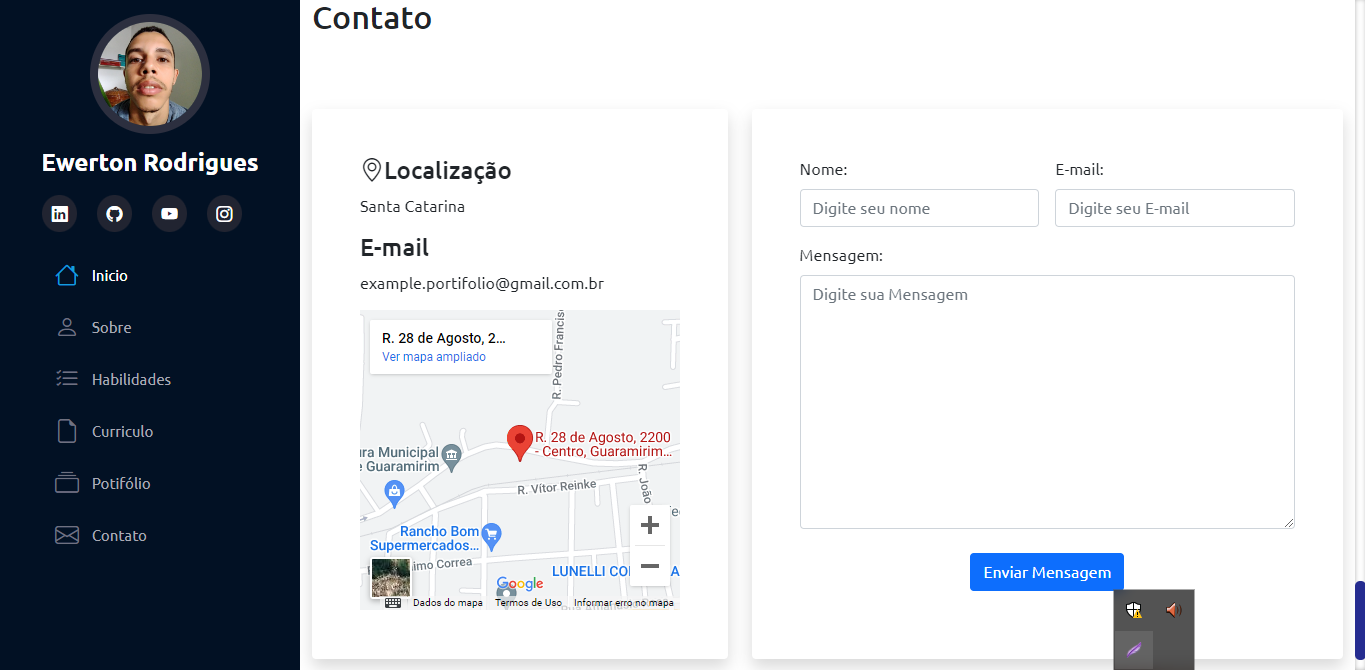 Ewerton Rodrigues
Inicio
Sobre
Habilidades
Curriculo
Potifólio
Contato
Contato
Localização
Santa Catarina
E-mail
example.portifolio@gmail.com.br
R. 28 de Agosto, 2...
Ver mapa ampliado
R. Pedro Francis
R. 28 de Agosto, 2200
- Centro, Guaramirim...
ura Municipal
e Guaramirim
R. Vítor Reinke
R. João
Rancho Bom
Supermercados...
imo Correa
LUNELLI CO
A
Google
Dados do mapa
Termos de Uso
Informar erro no mapa
Nome:
Digite seu nome
E-mail:
Digite seu E-mail
Mensagem:
Digite sua Mensagem
Enviar Mensagem